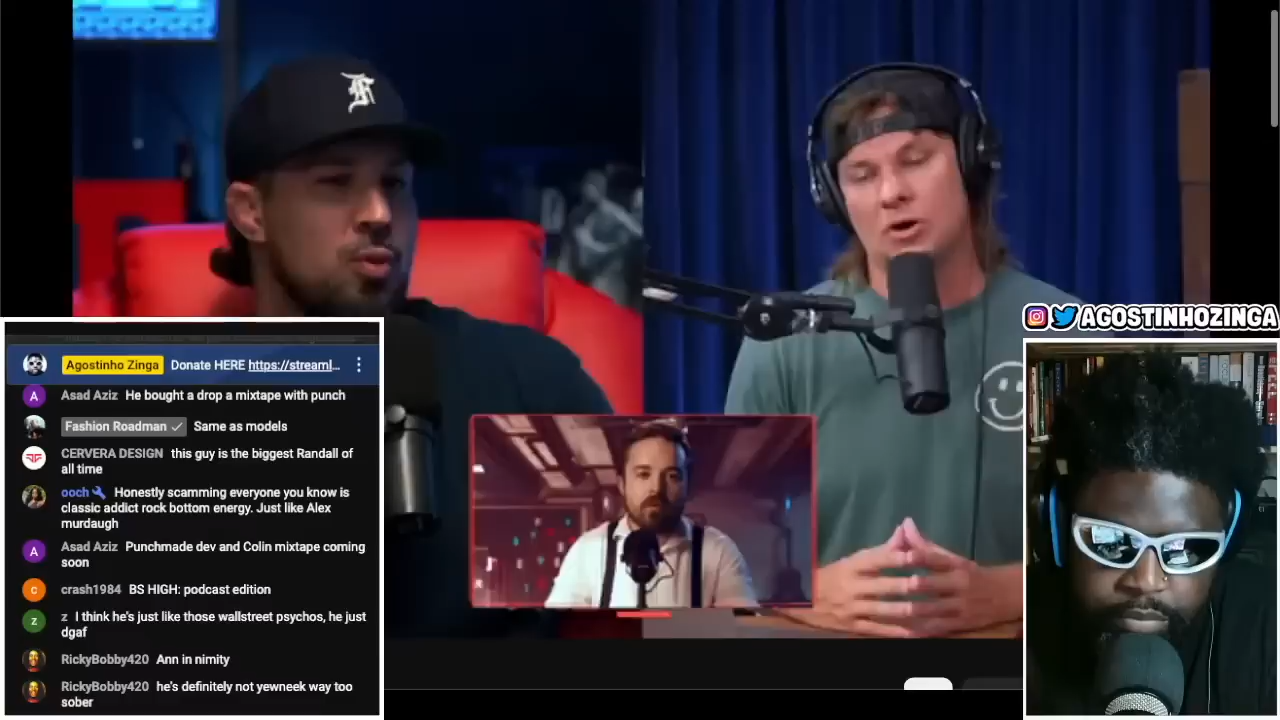 AGOSTINHOZINGA
Agostinho Zinga Donate HERE https://streaml...
Asad Aziz He bought a drop a mixtape with punch
Fashion Roadman Same as models
CERVERA DESIGN this guy is the biggest Randall of
all time
ooch Honestly scamming everyone you know is
classic addict rock bottom energy. Just like Alex
murdaugh
Asad Aziz Punchmade dev and Colin mixtape coming
soon
crash1984 BS HIGH: podcast edition
z I think he's just like those wallstreet psychos, he just
dgaf
RickyBobby420 Ann in nimity
RickyBobby420 he's definitely not yewneek way too
sober